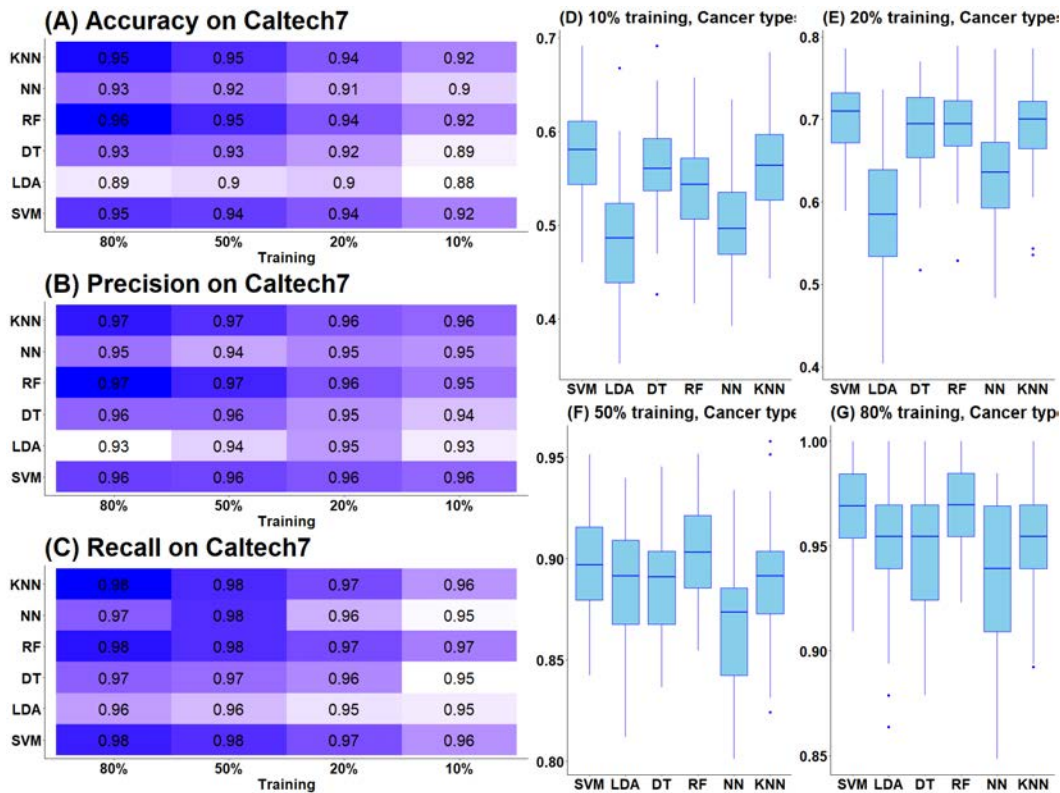 (A) Accuracy on Caltech7
KNN 0.95 0.95 0.94 0.92
NN 0.93 0.92 0.91 0.9
RF 0.96 0.95 0.94 0.92
DT 0.93 0.93 0.92 0.89
LDA 0.89 0.9 0.9 0.88
SVM 0.95 0.94 0.94 0.92
80% 50% 20% 10%
Training
(B) Precision on Caltech7
KNN 0.97 0.97 0.96 0.96
NN 0.95 0.94 0.95 0.95
RF 0.97 0.97 0.96 0.95
DT 0.96 0.96 0.95 0.94
LDA 0.93 0.94 0.95 0.93
SVM 0.96 0.96 0.96 0.96
80% 50% 20% 10%
Training
(C) Recall on Caltech7
KNN 0.98 0.98 0.97 0.96
NN 0.97 0.98 0.96 0.95
RF 0.98 0.98 0.97 0.97
DT 0.97 0.97 0.96 0.95
LDA 0.96 0.96 0.95 0.95
SVM 0.98 0.98 0.97 0.96
80% 50% 20% 10%
Training
(D) 10% training, Cancer types
0.7
0.6
0.5
0.4
SVM LDA DT RF NN KNN
(E) 20% training, Cancer types
0.8
0.7
0.6
0.5
0.4
SVM LDA DT RF NN KNN
(F) 50% training, Cancer type
0.95
0.90
0.85
0.80
SVM LDA DT RF NN KNN
(G) 80% training, Cancer type
1.00
0.95
0.90
0.85
SVM LDA DT RF NN KNN